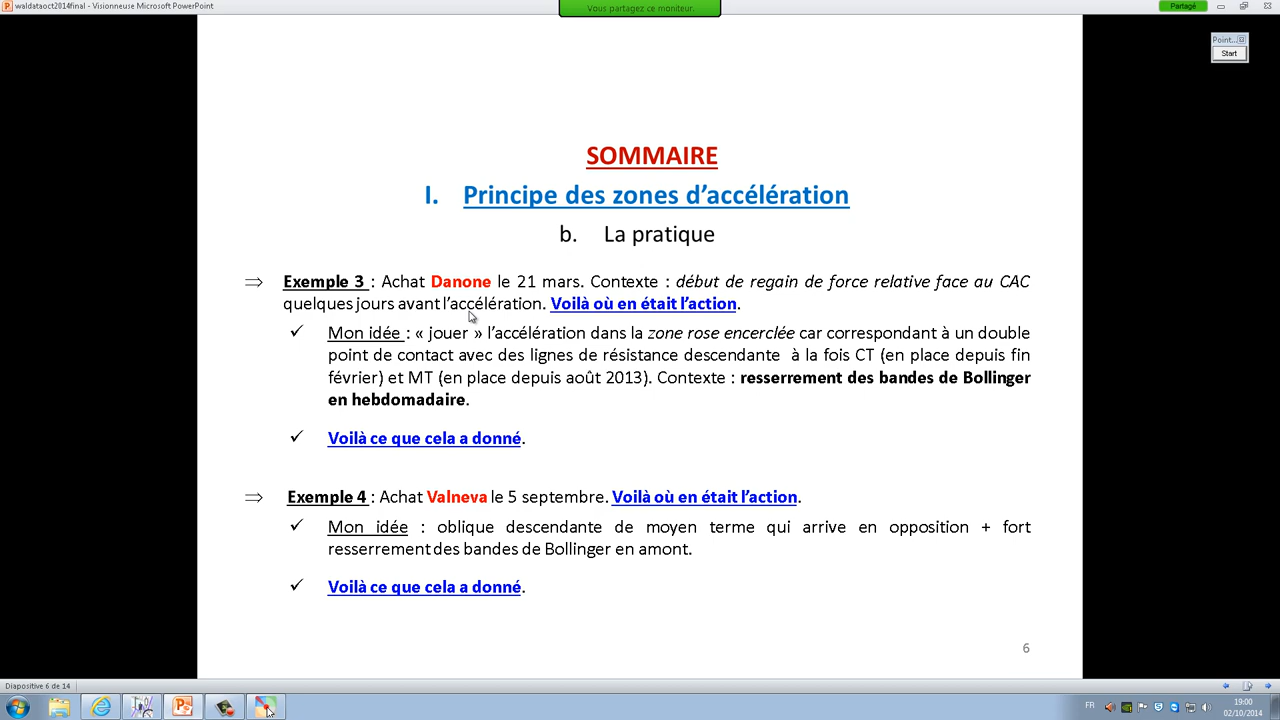 waldataoct2014final - Visionneuse Microsoft PowerPoint
Vous partagez ce moniteur.
Partagé
Point...
Start
SOMMAIRE
I. Principe des zones d’accélération
b. La pratique
⇒ Exemple 3 : Achat Danone le 21 mars. Contexte : début de regain de force relative face au CAC
quelques jours avant l’accélération. Voilà où en était l’action.
✓ Mon idée : « jouer » l’accélération dans la zone rose encerclée car correspondant à un double
point de contact avec des lignes de résistance descendante à la fois CT (en place depuis fin
février) et MT (en place depuis août 2013). Contexte : resserrement des bandes de Bollinger
en hebdomadaire.
✓ Voilà ce que cela a donné.
⇒ Exemple 4 : Achat Valneva le 5 septembre. Voilà où en était l’action.
✓ Mon idée : oblique descendante de moyen terme qui arrive en opposition + fort
resserrement des bandes de Bollinger en amont.
✓ Voilà ce que cela a donné.
6
Diapositive 6 de 14
FR
19:00
02/10/2014